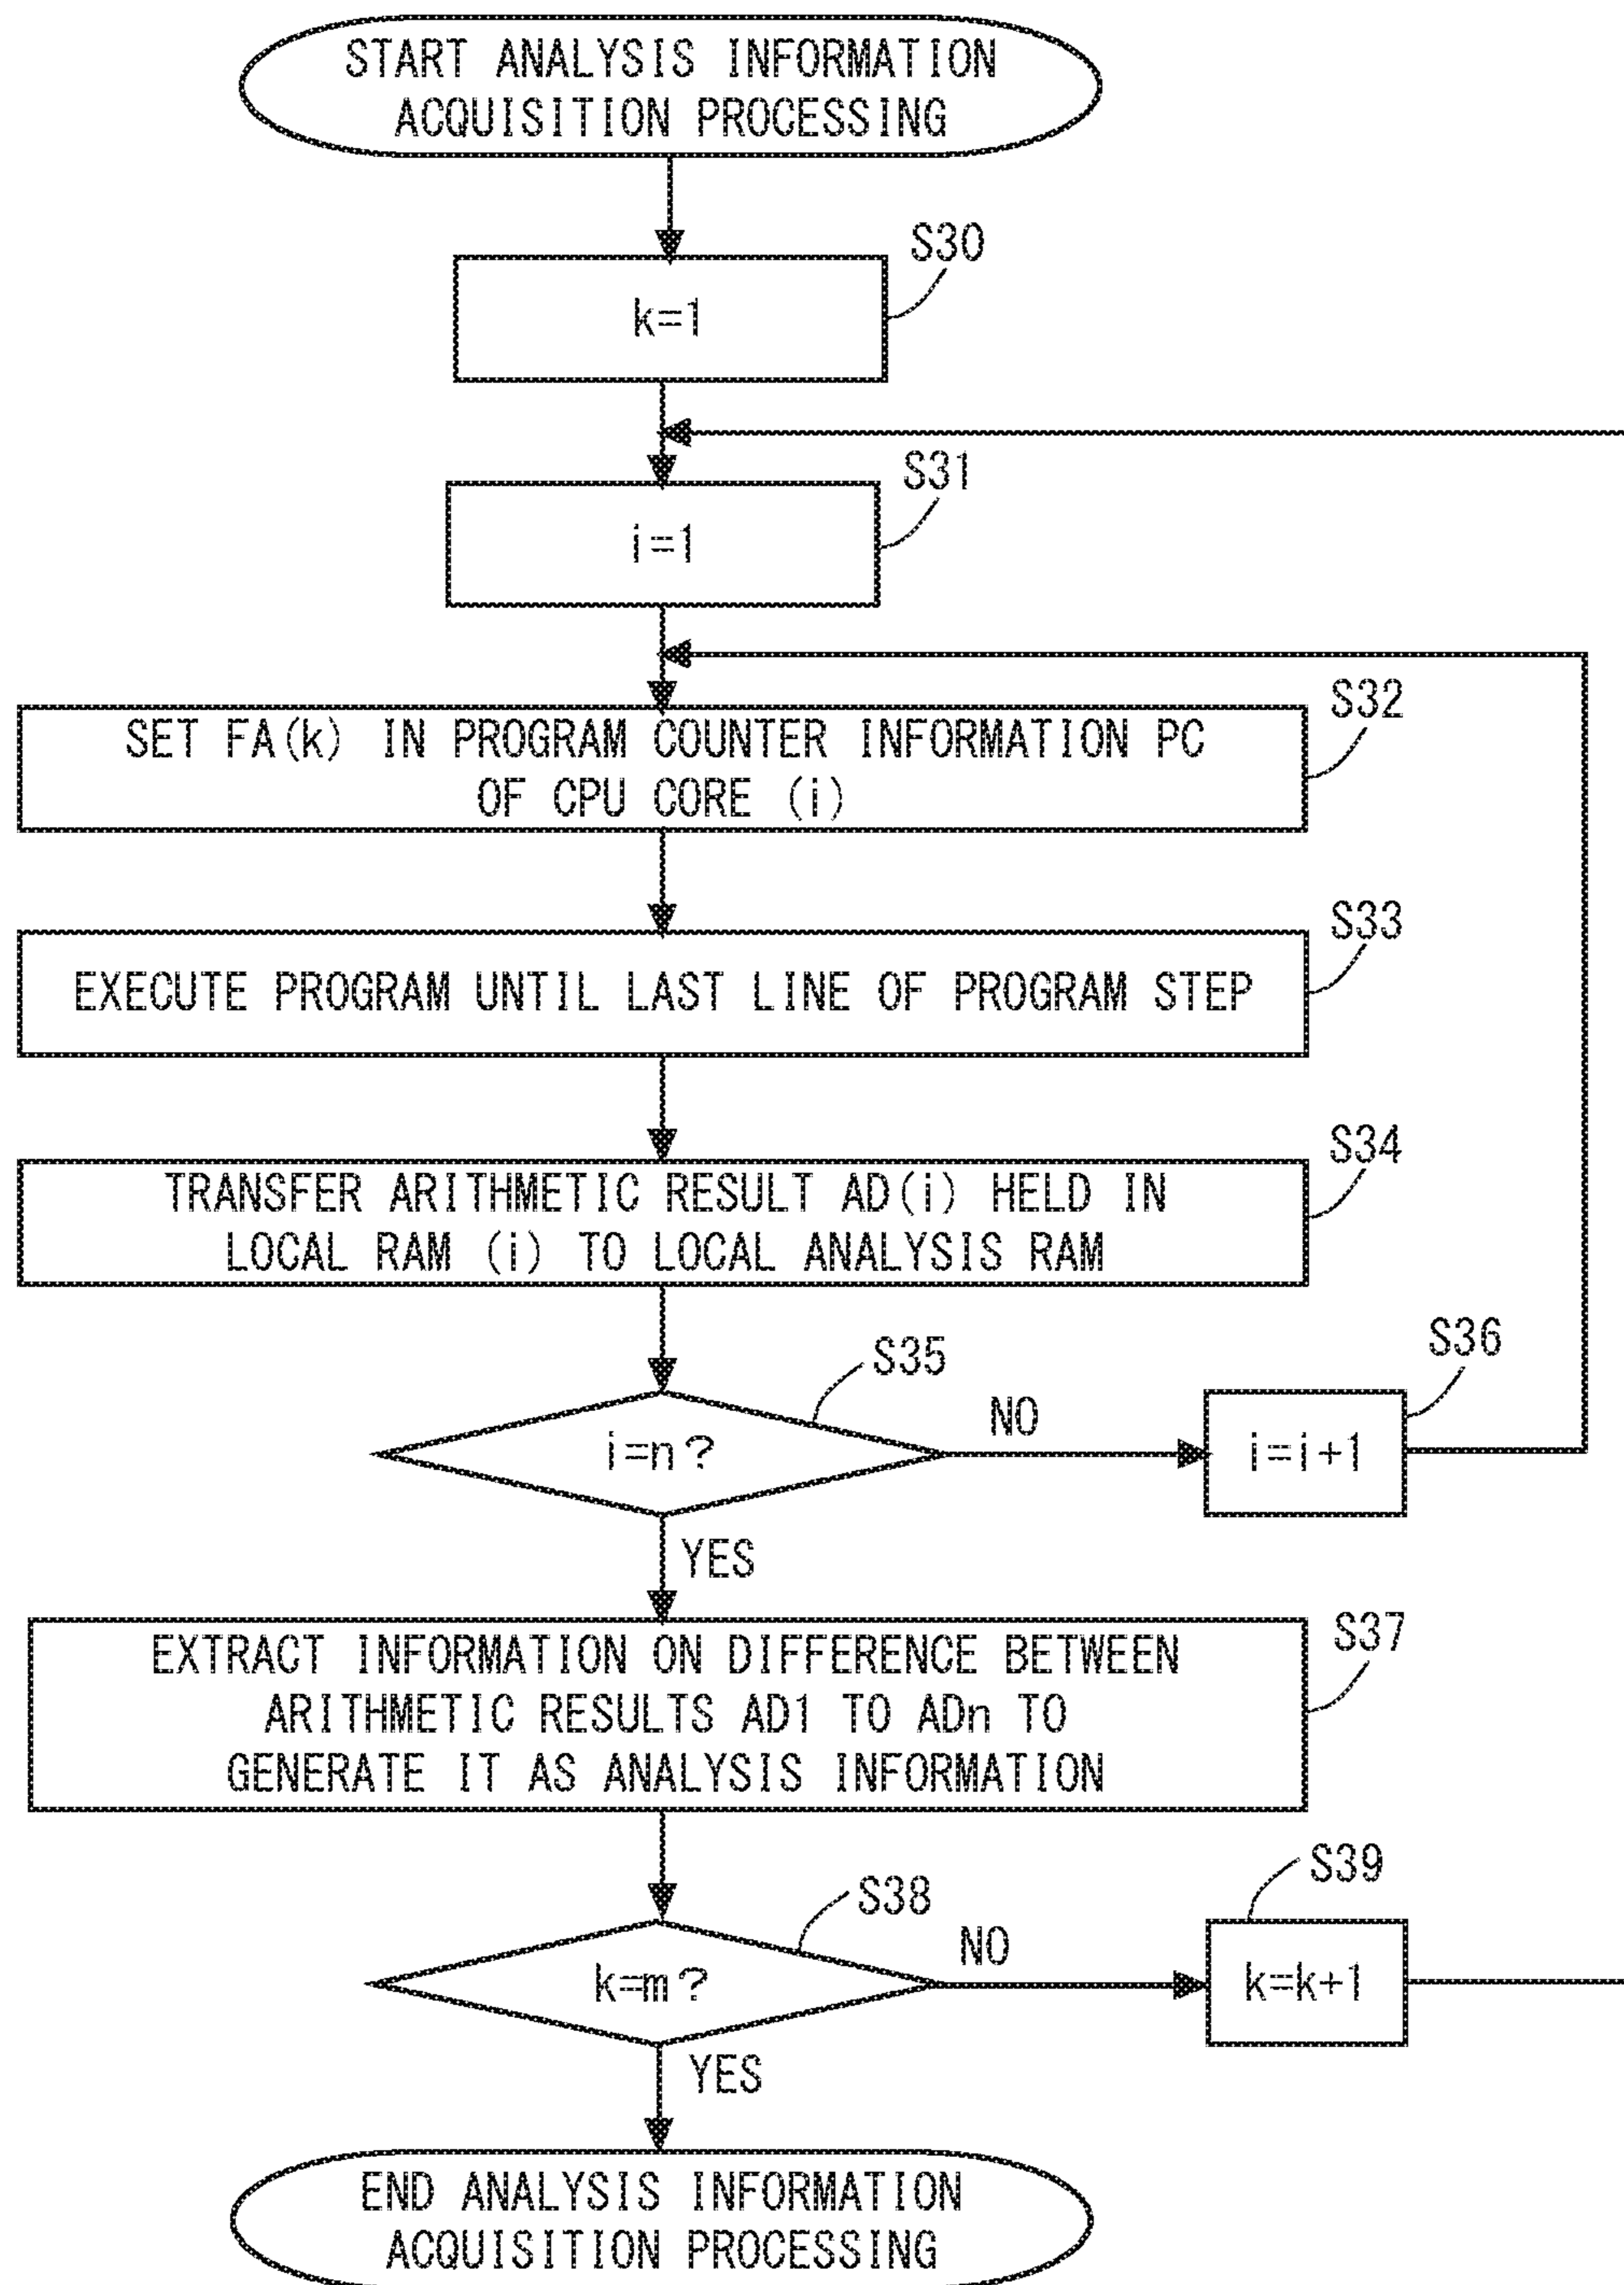 START ANALYSIS INFORMATION
ACQUISITION PROCESSING
S30
k=1
S31
i=1
S32
SET FA(k) IN PROGRAM COUNTER INFORMATION PC
OF CPU CORE (i)
S33
EXECUTE PROGRAM UNTIL LAST LINE OF PROGRAM STEP
S34
TRANSFER ARITHMETIC RESULT AD(i) HELD IN
LOCAL RAM (i) TO LOCAL ANALYSIS RAM
S35
i=n?
NO
S36
i=i+1
YES
S37
EXTRACT INFORMATION ON DIFFERENCE BETWEEN
ARITHMETIC RESULTS AD1 TO ADn TO
GENERATE IT AS ANALYSIS INFORMATION
S38
k=m?
NO
S39
k=k+1
YES
END ANALYSIS INFORMATION
ACQUISITION PROCESSING